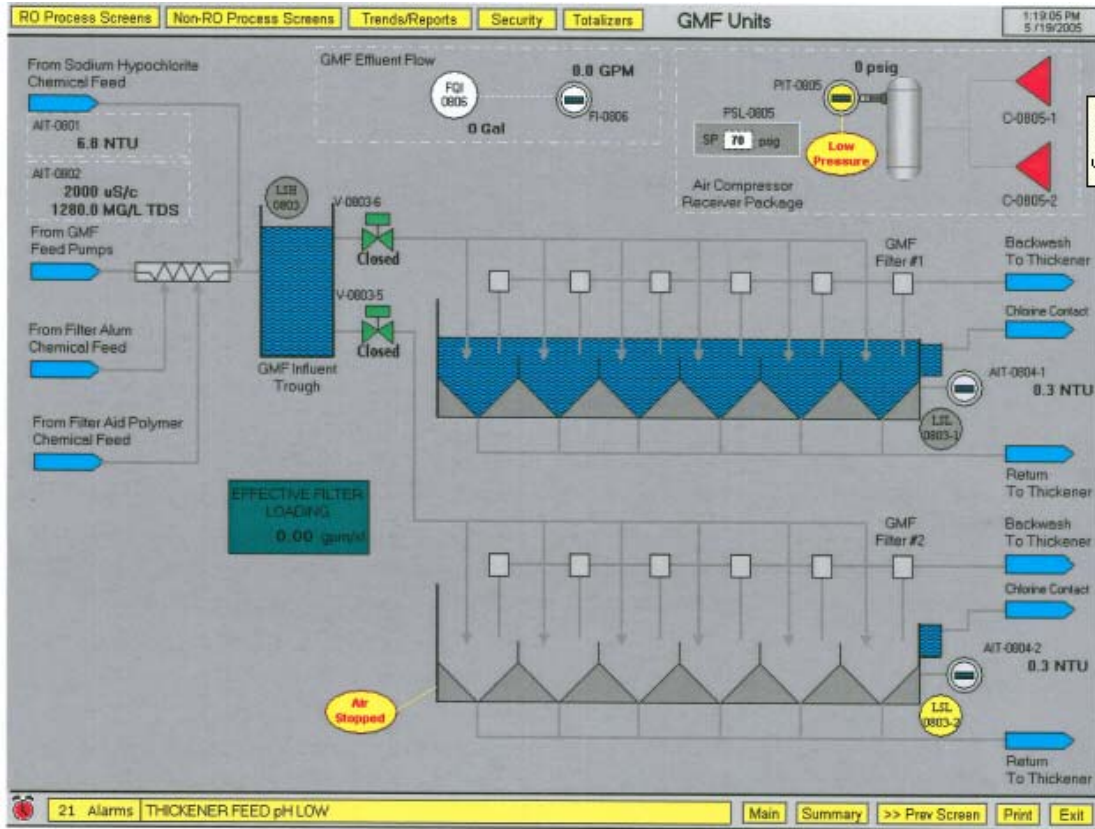 RO Process Screens Non-RO Process Screens Trends/Reports Security Totalizers GMF Units 1:19:05 PM
5/19/2005
From Sodium Hypochlorite
Chemical Feed
AIT-0801
6.8 NTU
AIT-0802
2000 uS/c
1280.0 MG/L TDS
From GMF
Feed Pumps
From Filter Alum
Chemical Feed
From Filter Aid Polymer
Chemical Feed
GMF Effluent Flow
FQI
0806
0 Gal
0.0 GPM
FI-0806
0 psig
PIT-0805
PSL-0805
SP 70 psig
Low
Pressure
Air Compressor
Receiver Package
C-0805-1
C-0805-2
LSH
0803
V-0803-6
Closed
V-0803-5
Closed
GMF Influent
Trough
GMF
Filter #1
Backwash
To Thickener
Chlorine Contact
AIT-0804-1
0.3 NTU
LSL
0803-1
Return
To Thickener
EFFECTIVE FILTER
LOADING
0.00 gpm/sf
GMF
Filter #2
Backwash
To Thickener
Chlorine Contact
AIT-0804-2
0.3 NTU
LSL
0803-2
Air
Stopped
Return
To Thickener
21 Alarms THICKENER FEED pH LOW Main Summary >> Prev Screen Print Exit